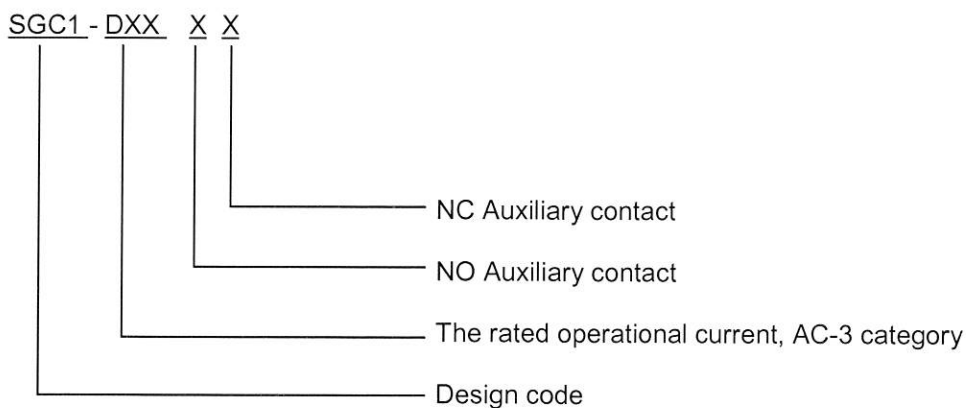 SGC1 - DXX X X
NC Auxiliary contact
NO Auxiliary contact
The rated operational current, AC-3 category
Design code